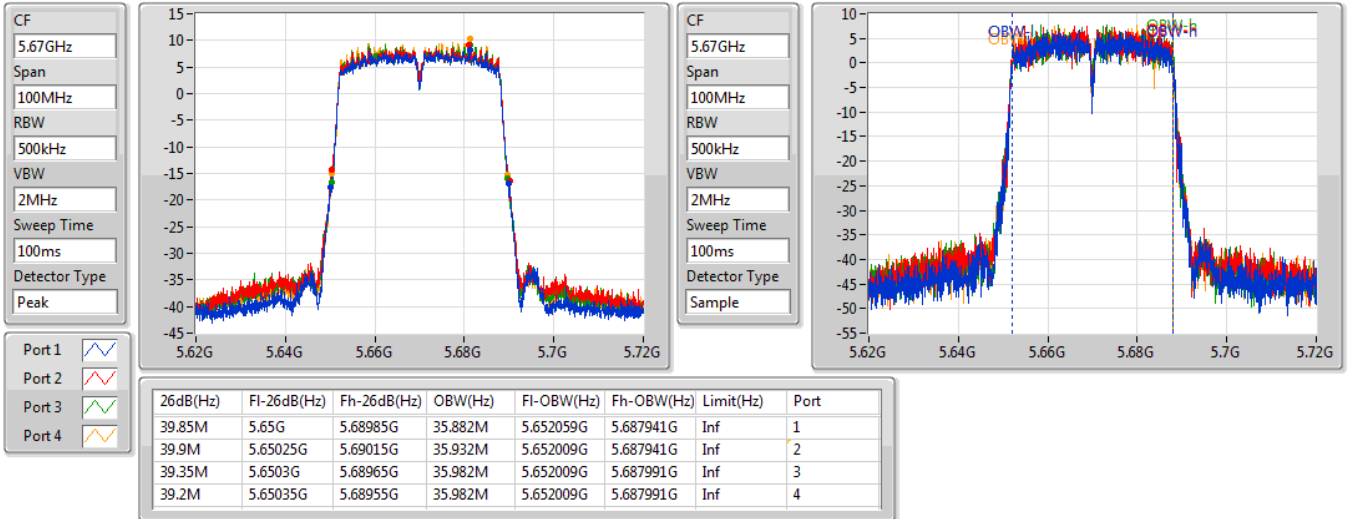 CF
5.67GHz
Span
100MHz
RBW
500kHz
VBW
2MHz
Sweep Time
100ms
Detector Type
Peak
15
10
5
0
-5
-10
-15
-20
-25
-30
-35
-40
-45
5.62G 5.64G 5.66G 5.68G 5.7G 5.72G
CF
5.67GHz
Span
100MHz
RBW
500kHz
VBW
2MHz
Sweep Time
100ms
Detector Type
Sample
10
5
0
-5
-10
-15
-20
-25
-30
-35
-40
-45
-50
-55
OBW-l OBW-h
5.62G 5.64G 5.66G 5.68G 5.7G 5.72G
Port 1
Port 2
Port 3
Port 4
26dB(Hz) Fl-26dB(Hz) Fh-26dB(Hz) OBW(Hz) Fl-OBW(Hz) Fh-OBW(Hz) Limit(Hz) Port
39.85M 5.65G 5.68985G 35.882M 5.652059G 5.687941G Inf 1
39.9M 5.65025G 5.69015G 35.932M 5.652009G 5.687941G Inf 2
39.35M 5.6503G 5.68965G 35.982M 5.652009G 5.687991G Inf 3
39.2M 5.65035G 5.68955G 35.982M 5.652009G 5.687991G Inf 4